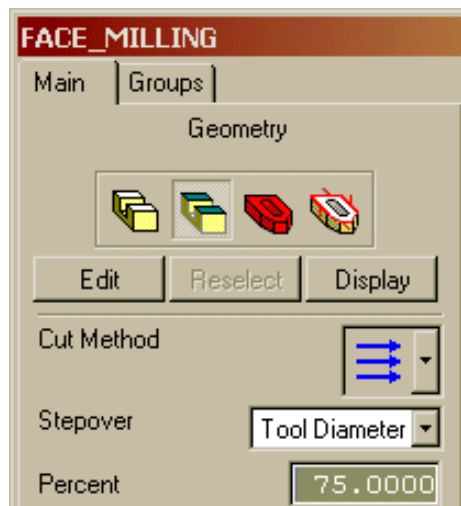 FACE_MILLING
Main Groups
Geometry
Edit Reselect Display
Cut Method
Stepover Tool Diameter
Percent 75.0000